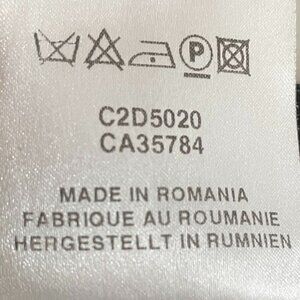 P
C2D5020
CA35784
MADE IN ROMANIA
FABRIQUE AU ROUMANIE
HERGESTELLT IN RUMNIEN